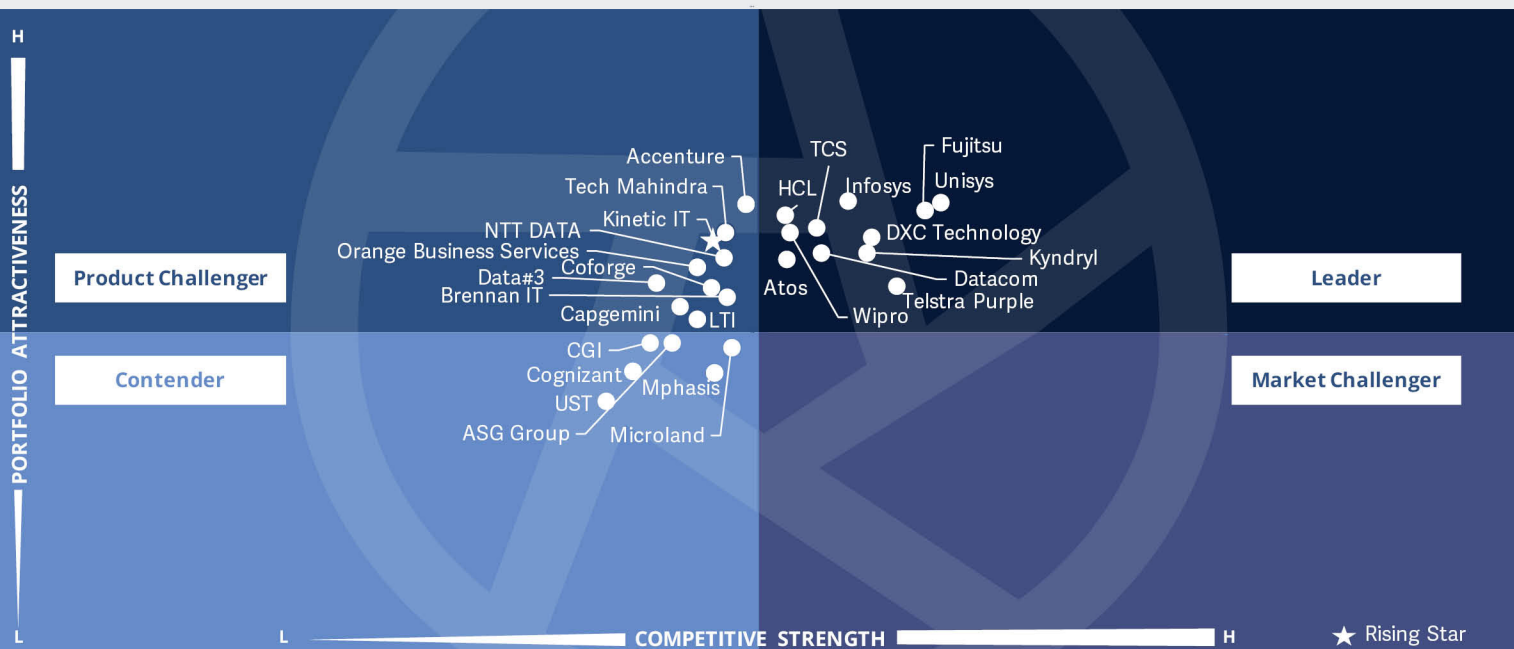 H
PORTFOLIO ATTRACTIVENESS
L
Product Challenger
Contender
Accenture
Tech Mahindra
Kinetic IT
NTT DATA
Orange Business Services
Coforge
Data#3
Brennan IT
Capgemini
LTI
CGI
Cognizant
Mphasis
UST
ASG Group
Microland
TCS
Fujitsu
HCL
Infosys
Unisys
DXC Technology
Kyndryl
Datacom
Atos
Telstra Purple
Wipro
Leader
Market Challenger
L
COMPETITIVE STRENGTH
H
Rising Star